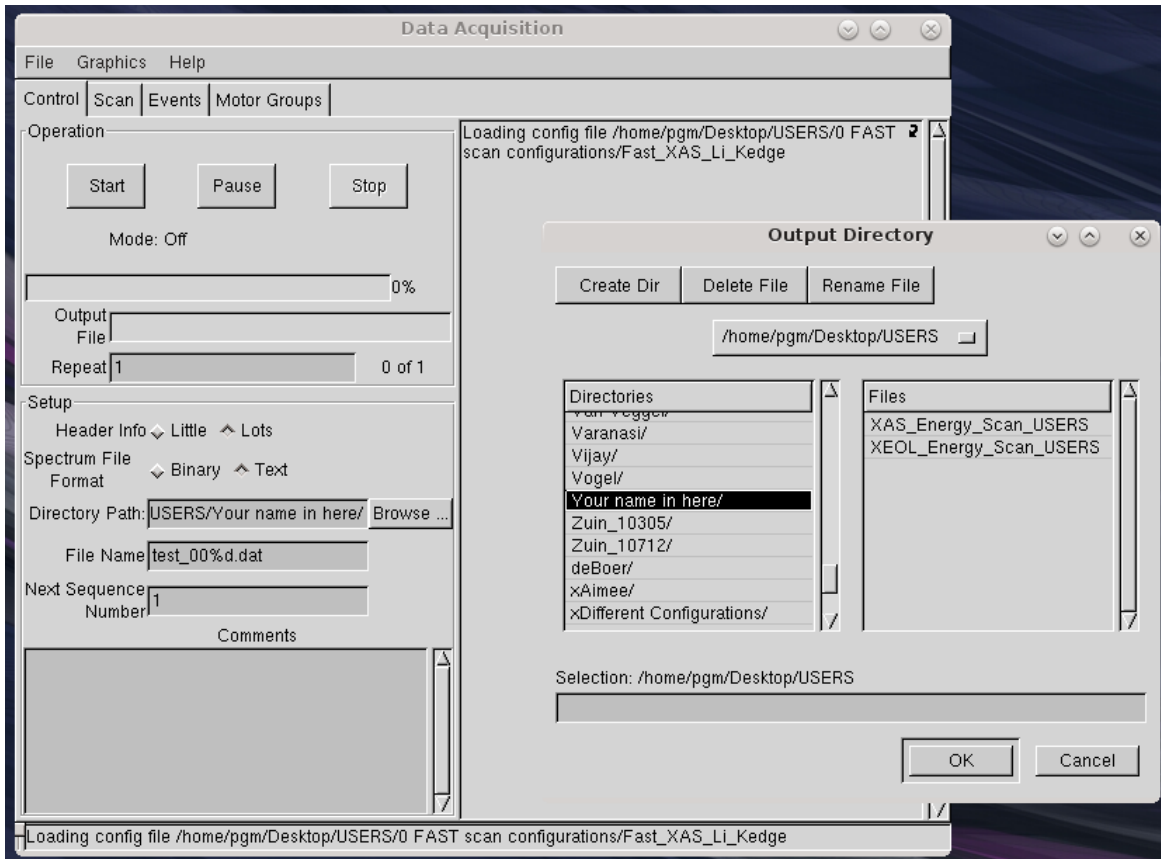 Data Acquisition
File Graphics Help
Control Scan Events Motor Groups
Operation
Start Pause Stop
Mode: Off
0%
Output
File
Repeat 1 0 of 1
Setup
Header Info Little Lots
Spectrum File
Format
Binary Text
Directory Path: USERS/Your name in here/ Browse ...
File Name test_00%d.dat
Next Sequence
Number
1
Comments
Loading config file /home/pgm/Desktop/USERS/0 FAST
scan configurations/Fast_XAS_Li_Kedge
Output Directory
Create Dir Delete File Rename File
/home/pgm/Desktop/USERS
Directories
Van Veggel/
Varanasi/
Vijay/
Vogel/
Your name in here/
Zuin_10305/
Zuin_10712/
deBoer/
xAimee/
xDifferent Configurations/
Files
XAS_Energy_Scan_USERS
XEOL_Energy_Scan_USERS
Selection: /home/pgm/Desktop/USERS
OK Cancel
Loading config file /home/pgm/Desktop/USERS/0 FAST scan configurations/Fast_XAS_Li_Kedge